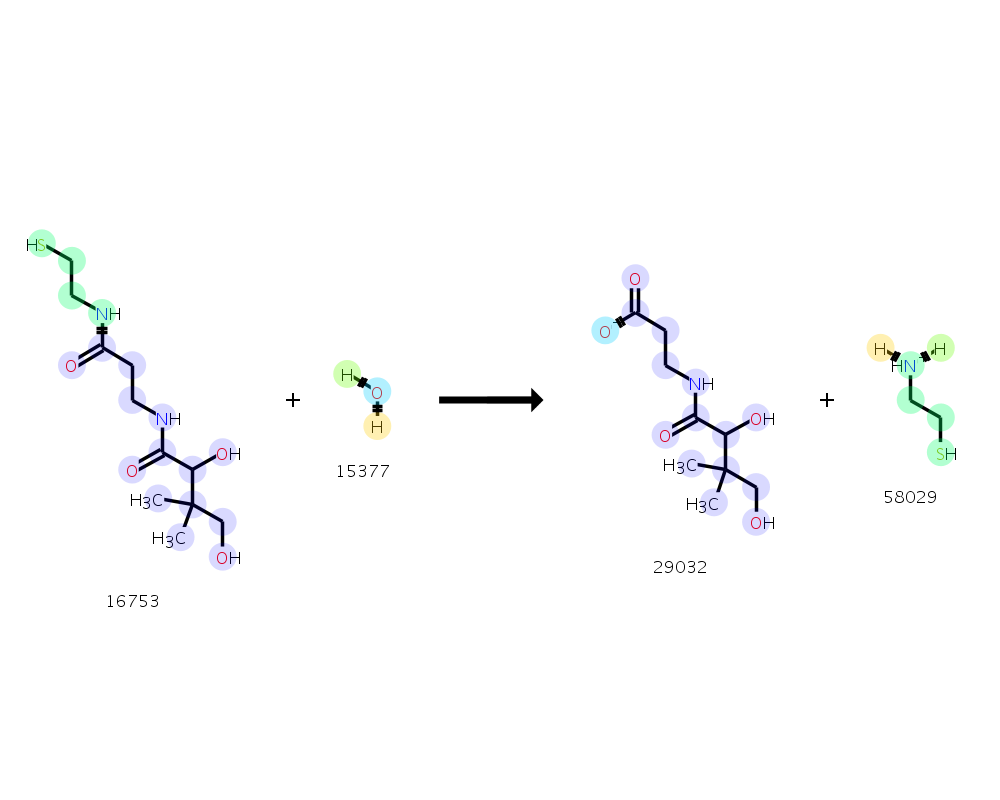 HS
NH
O
NH
O
OH
H3C
H3C
OH
16753
+
H
O
H
15377
O
O-
NH
O
OH
H3C
H3C
OH
29032
+
H
H
HN+
SH
58029